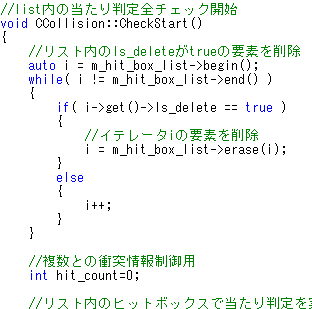 //list内の当たり判定全チェック開始
void CCollision::CheckStart()
{
//リスト内のIs_deleteがtrueの要素を削除
auto i = m_hit_box_list->begin();
while( i != m_hit_box_list->end() )
{
if( i->get()->Is_delete == true )
{
//イテレータiの要素を削除
i = m_hit_box_list->erase(i);
}
else
{
i++;
}
}
//複数との衝突情報制御用
int hit_count=0;
//リスト内のヒットボックスで当たり判定を実